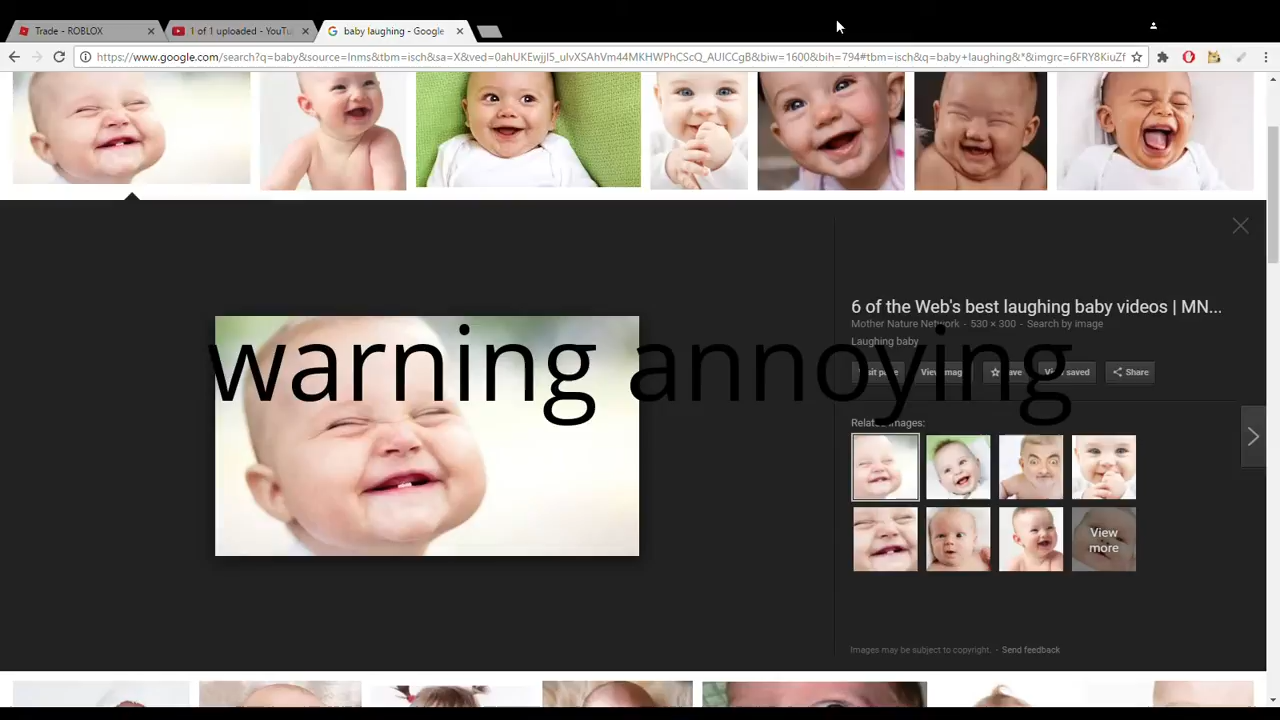 Trade - ROBLOX
1 of 1 uploaded - YouTu
baby laughing - Google
https://www.google.com/search?q=baby&source=lnms&tbm=isch&sa=X&ved=0ahUKEwjjI5_ulvXSAhVm44MKHWPhCScQ_AUICCgB&biw=1600&bih=794#tbm=isch&q=baby+laughing&*&imgrc=6FRY8KiuZf
6 of the Web's best laughing baby videos | MN...
Mother Nature Network - 530 × 300 - Search by image
Laughing baby
warning annoying
Share
Related images:
View more
Images may be subject to copyright. - Send feedback